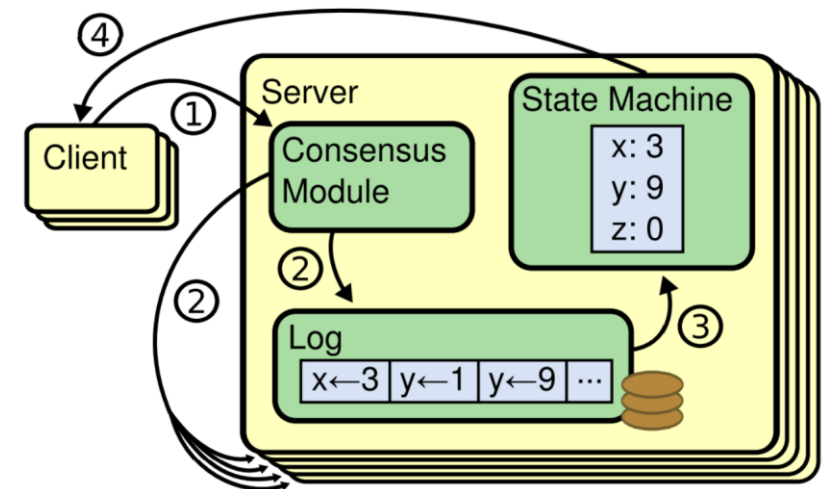 ④
①
Server
State Machine
Client
Consensus
Module
x: 3
y: 9
z: 0
②
②
③
Log
x←3 y←1 y←9 ...